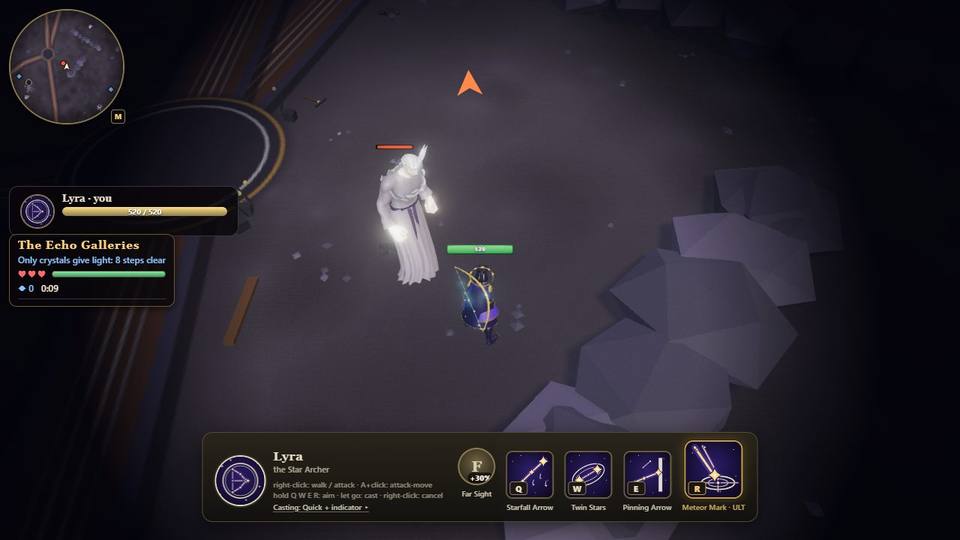 M
Lyra · you
520 / 520
The Echo Galleries
Only crystals give light: 8 steps clear
0 0:09
520
Lyra
the Star Archer
right-click: walk / attack · A+click: attack-move
hold Q W E R: aim · let go: cast · right-click: cancel
Casting: Quick + indicator
F
+30%
Far Sight
Q
Starfall Arrow
W
Twin Stars
E
Pinning Arrow
R
Meteor Mark · ULT